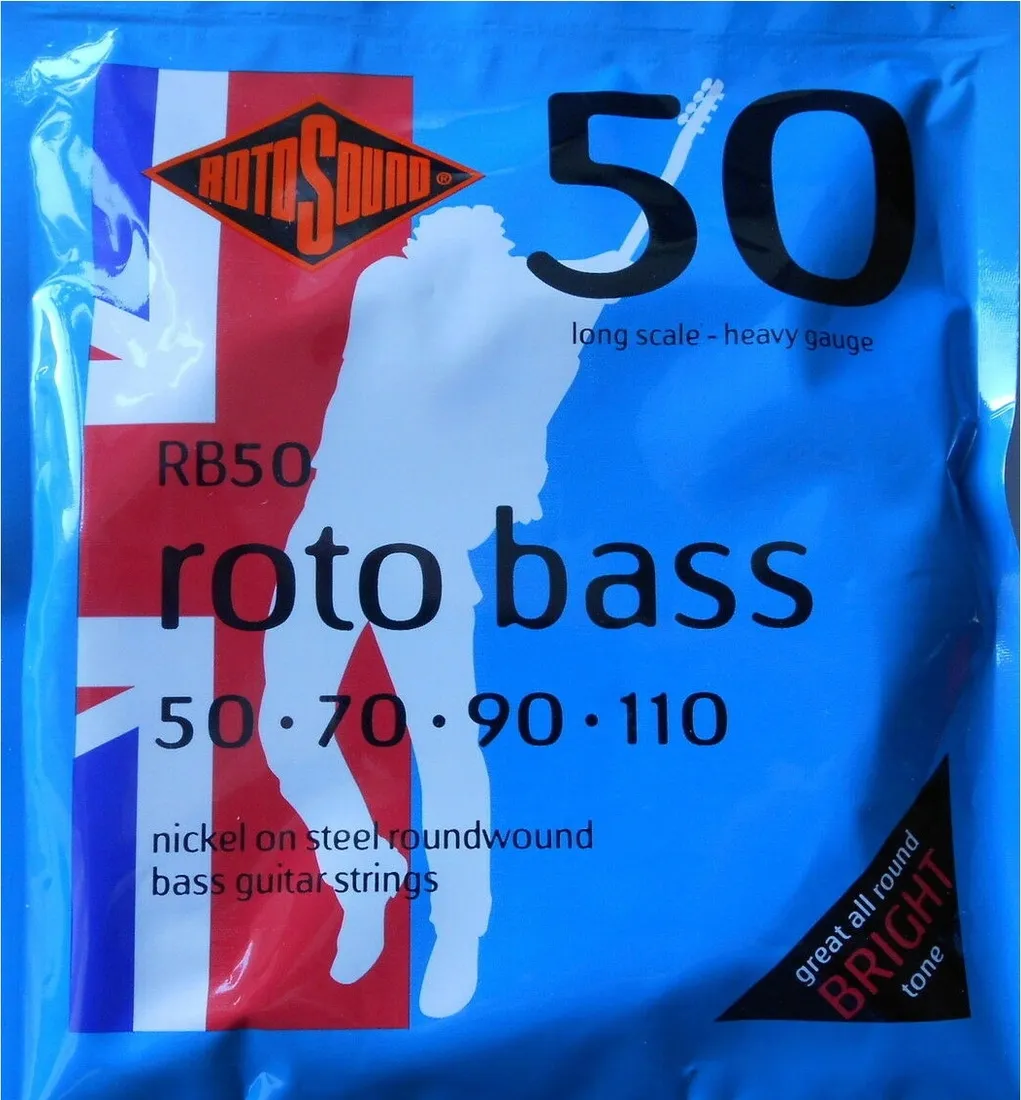 ROTOSOUND®
50
long scale - heavy gauge
RB50
roto bass
50 · 70 · 90 · 110
nickel on steel roundwound
bass guitar strings
great all round
BRIGHT
tone